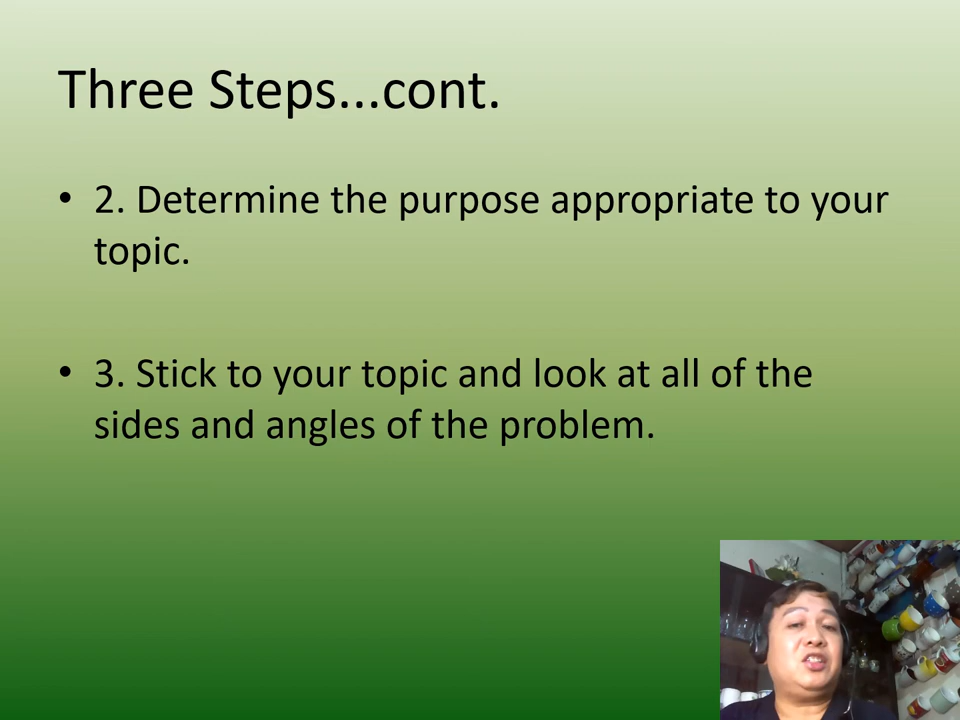 Three Steps...cont.
• 2. Determine the purpose appropriate to your
topic.
• 3. Stick to your topic and look at all of the
sides and angles of the problem.